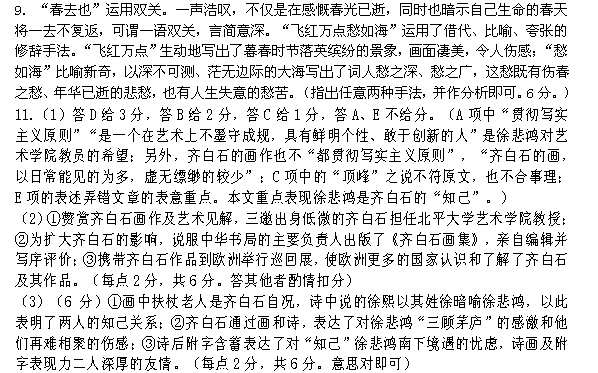 9. “春去也”运用双关。一声浩叹，不仅是在感慨春光已逝，同时也暗示自己生命的春天
将一去不复返，可谓一语双关，言简意深。“飞红万点愁如海”运用了借代、比喻、夸张的
修辞手法。“飞红万点”生动地写出了暮春时节落英缤纷的景象，画面凄美，令人伤感；“愁
如海”比喻新奇，以深不可测、茫无边际的大海写出了词人愁之深、愁之广，这愁既有伤春
之愁、年华已逝的悲愁，也有人生失意的愁苦。（指出任意两种手法，并作分析即可。6 分。）
11.（1）答 D 给 3 分，答 B 给 2 分，答 C 给 1 分，答 A、E 不给分。（A 项中“贯彻写实
主义原则”“是一个在艺术上不墨守成规，具有鲜明个性、敢于创新的人”是徐悲鸿对艺
术学院教员的希望；另外，齐白石的画作也不“都贯彻写实主义原则”，“齐白石的画，
以日常能见的为多，虚无缥缈的较少”；C 项中的“顶峰”之说不符原文，也不合事理；
E 项的表述弄错文章的表意重点。本文重点表现徐悲鸿是齐白石的“知己”。）
（2）①赞赏齐白石画作及艺术见解，三邀出身低微的齐白石担任北平大学艺术学院教授；
②为扩大齐白石的影响，说服中华书局的主要负责人出版了《齐白石画集》，亲自编辑并
写序评价；③携带齐白石作品到欧洲举行巡回展，使欧洲更多的国家认识和了解了齐白石
及其作品。（每点 2 分，共 6 分。答其他者酌情扣分）
（3）（6 分）①画中扶杖老人是齐白石自况，诗中说的徐熙以其姓徐暗喻徐悲鸿，以此
表明了两人的知己关系；②齐白石通过画和诗，表达了对徐悲鸿“三顾茅庐”的感激和他
们再难相聚的伤感；③诗后附字含蓄表达了对“知己”徐悲鸿南下境遇的忧虑，诗画及附
字表现力二人深厚的友情。（每点 2 分，共 6 分。意思对即可）